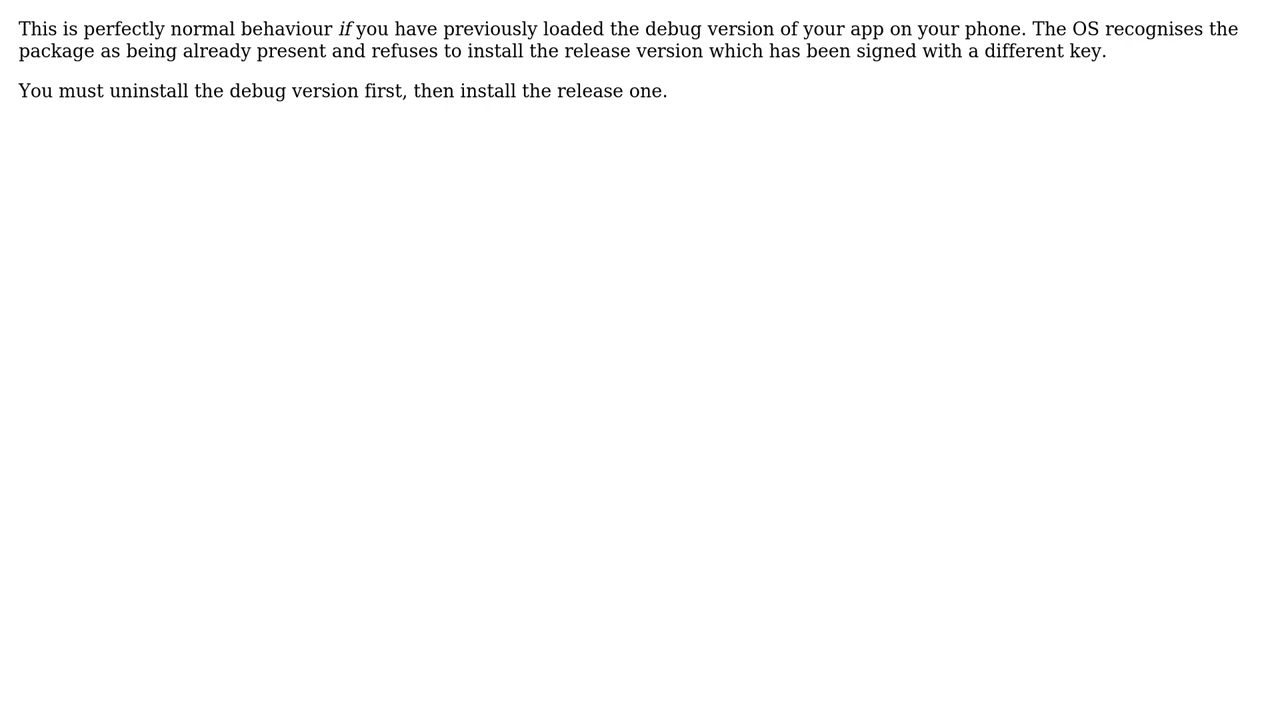 This is perfectly normal behaviour if you have previously loaded the debug version of your app on your phone. The OS recognises the
package as being already present and refuses to install the release version which has been signed with a different key.
You must uninstall the debug version first, then install the release one.